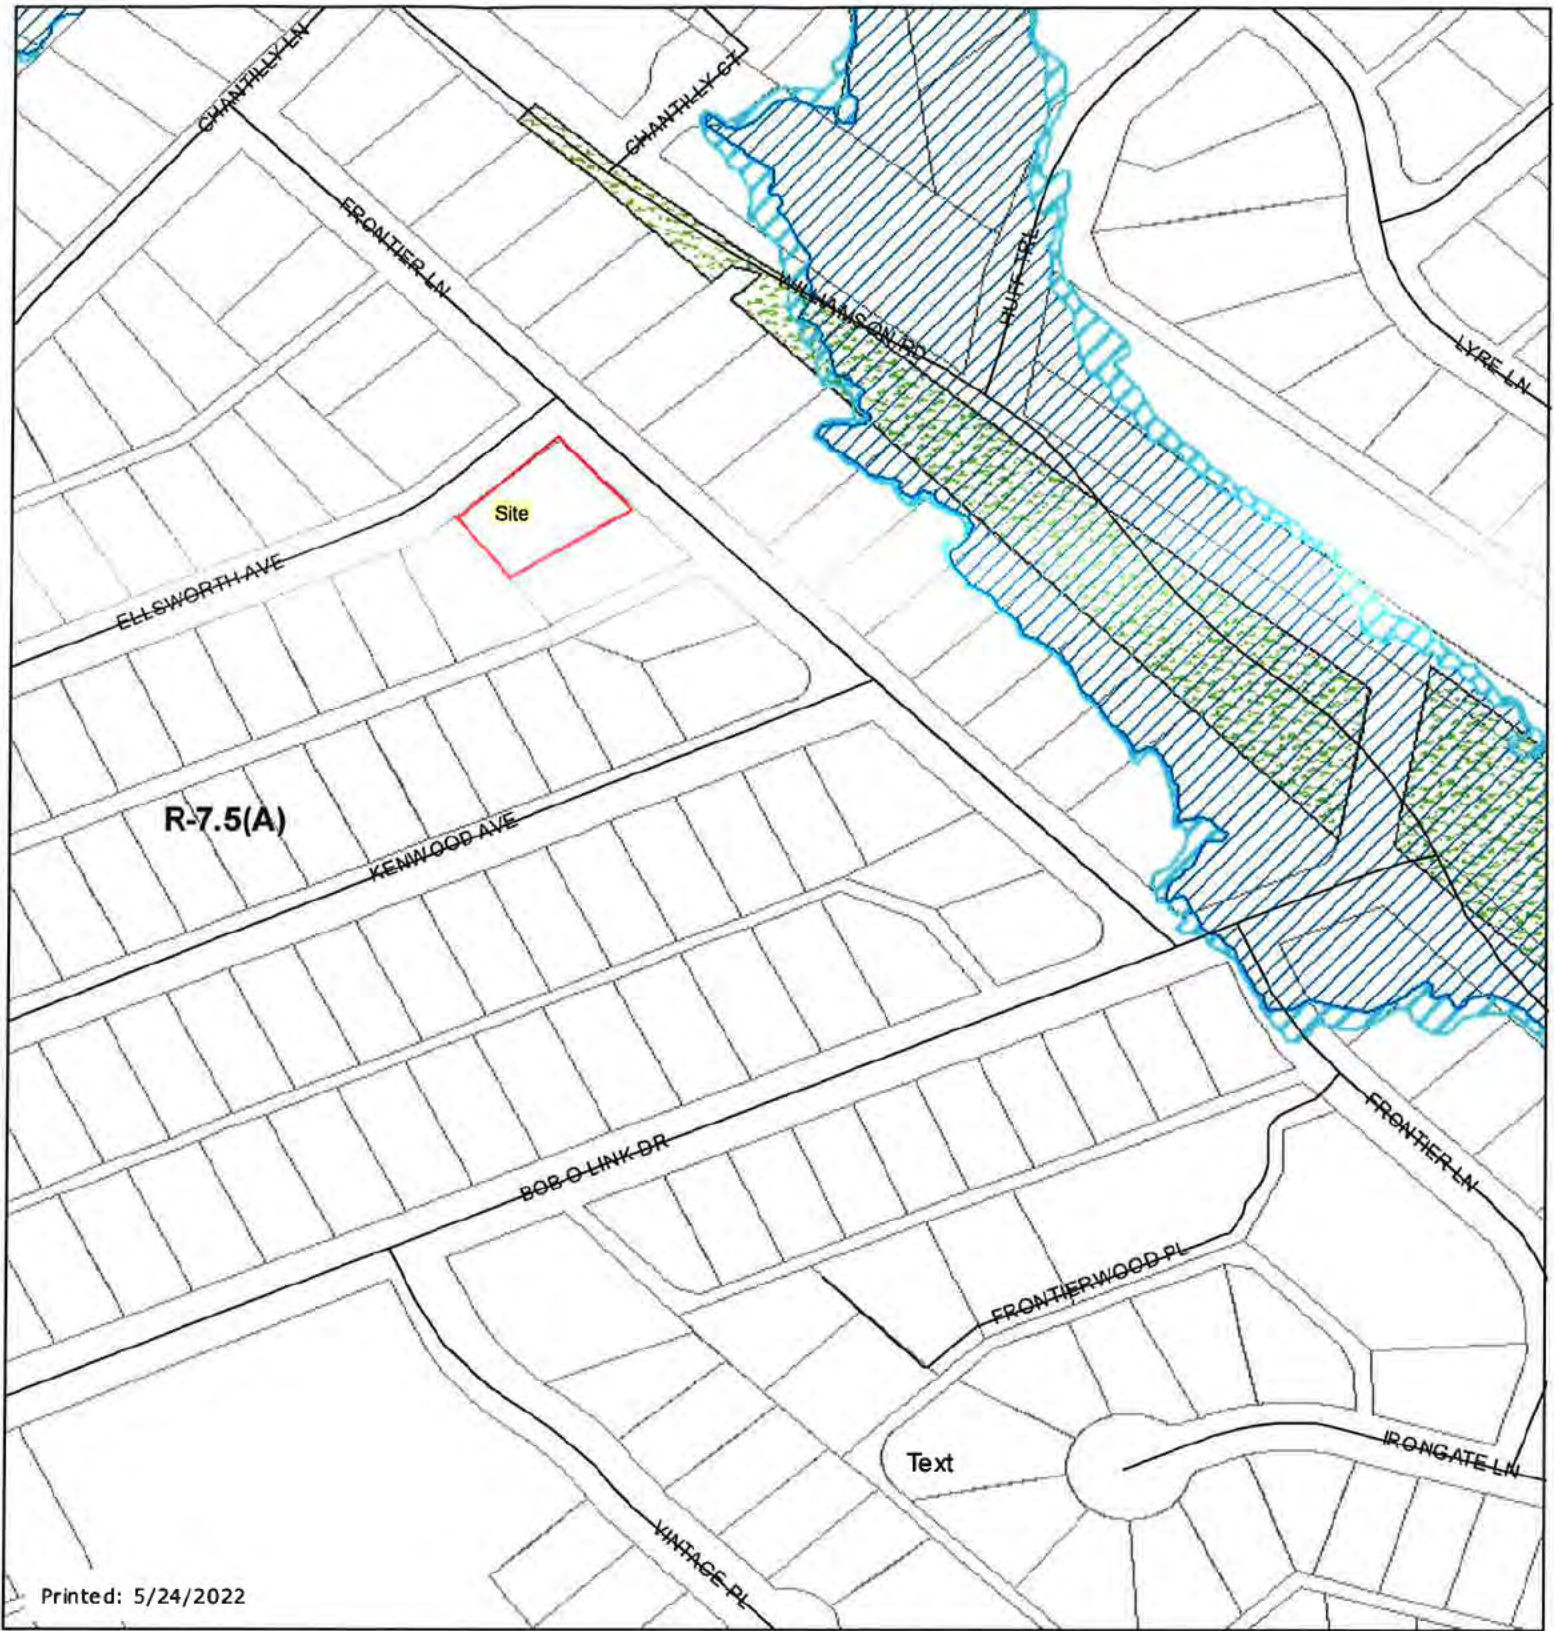 CHANTILLY LN
CHANTILLY CT
FRONTIER LN
WILLIAMSON RD
HUFF TRL
LYRE LN
Site
ELLSWORTH AVE
R-7.5(A)
KENWOOD AVE
BOB O LINK DR
FRONTIER LN
FRONTIERWOOD PL
Text
IRONGATE LN
VINTAGE PL
Printed: 5/24/2022